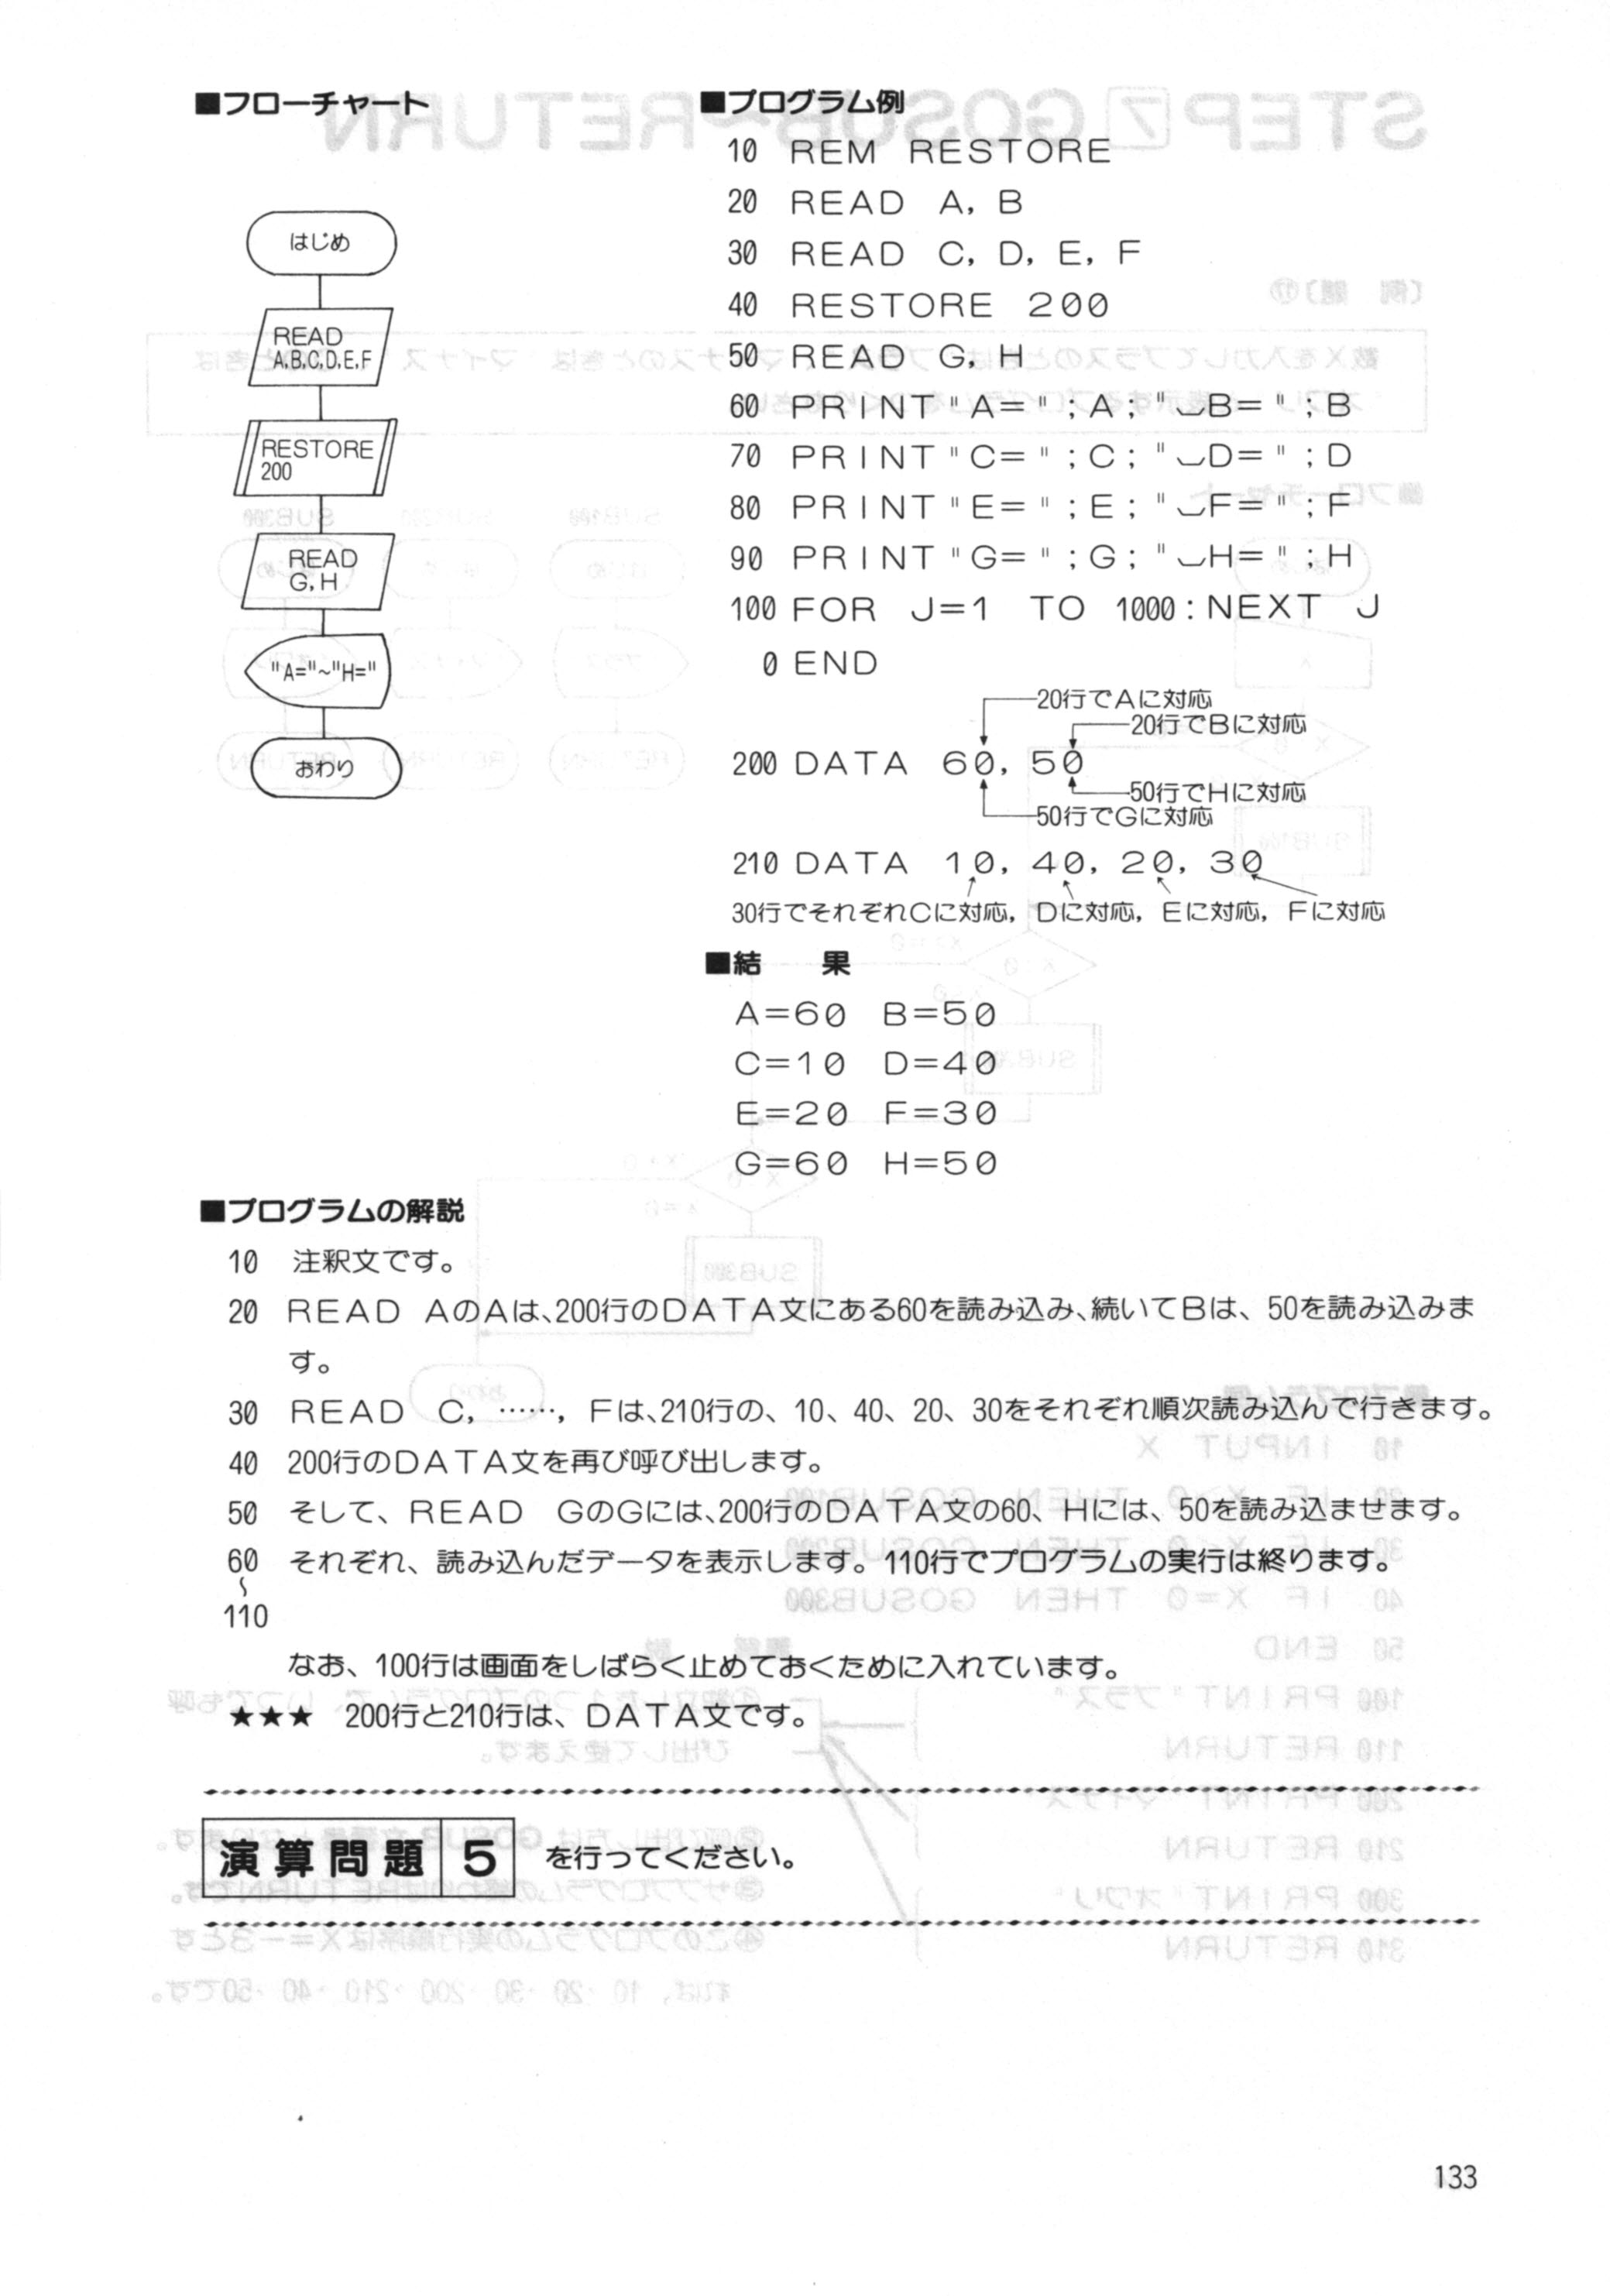 ■フローチャート
はじめ
READ
A,B,C,D,E,F
RESTORE
200
READ
G,H
"A="~"H="
おわり
■プログラム例
10 REM RESTORE
20 READ A, B
30 READ C, D, E, F
40 RESTORE 200
50 READ G, H
60 PRINT"A=";A;"⌣B=";B
70 PRINT"C=";C;"⌣D=";D
80 PRINT"E=";E;"⌣F=";F
90 PRINT"G=";G;"⌣H=";H
100 FOR J=1 TO 1000:NEXT J
0 END
20行でAに対応
20行でBに対応
200 DATA 60, 50
50行でHに対応
50行でGに対応
210 DATA 10, 40, 20, 30
30行でそれぞれCに対応, Dに対応, Eに対応, Fに対応
■結 果
A=60 B=50
C=10 D=40
E=20 F=30
G=60 H=50
■プログラムの解説
10 注釈文です。
20 READ AのAは、200行のDATA文にある60を読み込み、続いてBは、50を読み込みま
す。
30 READ C, ……, Fは、210行の、10、40、20、30をそれぞれ順次読み込んで行きます。
40 200行のDATA文を再び呼び出します。
50 そして、READ GのGには、200行のDATA文の60、Hには、50を読み込ませます。
60 それぞれ、読み込んだデータを表示します。110行でプログラムの実行は終ります。
~
110
なお、100行は画面をしばらく止めておくために入れています。
★★★ 200行と210行は、DATA文です。
演算問題 5 を行ってください。
133